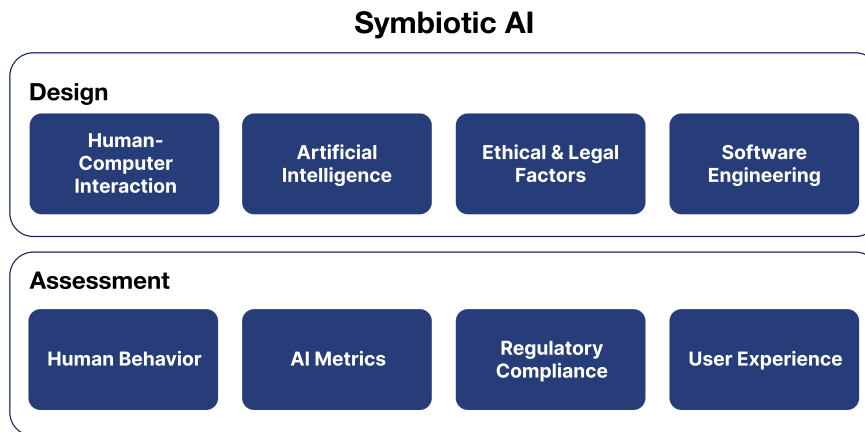 Symbiotic AI
Design
Human-
Computer
Interaction
Artificial
Intelligence
Ethical & Legal
Factors
Software
Engineering
Assessment
Human Behavior
AI Metrics
Regulatory
Compliance
User Experience